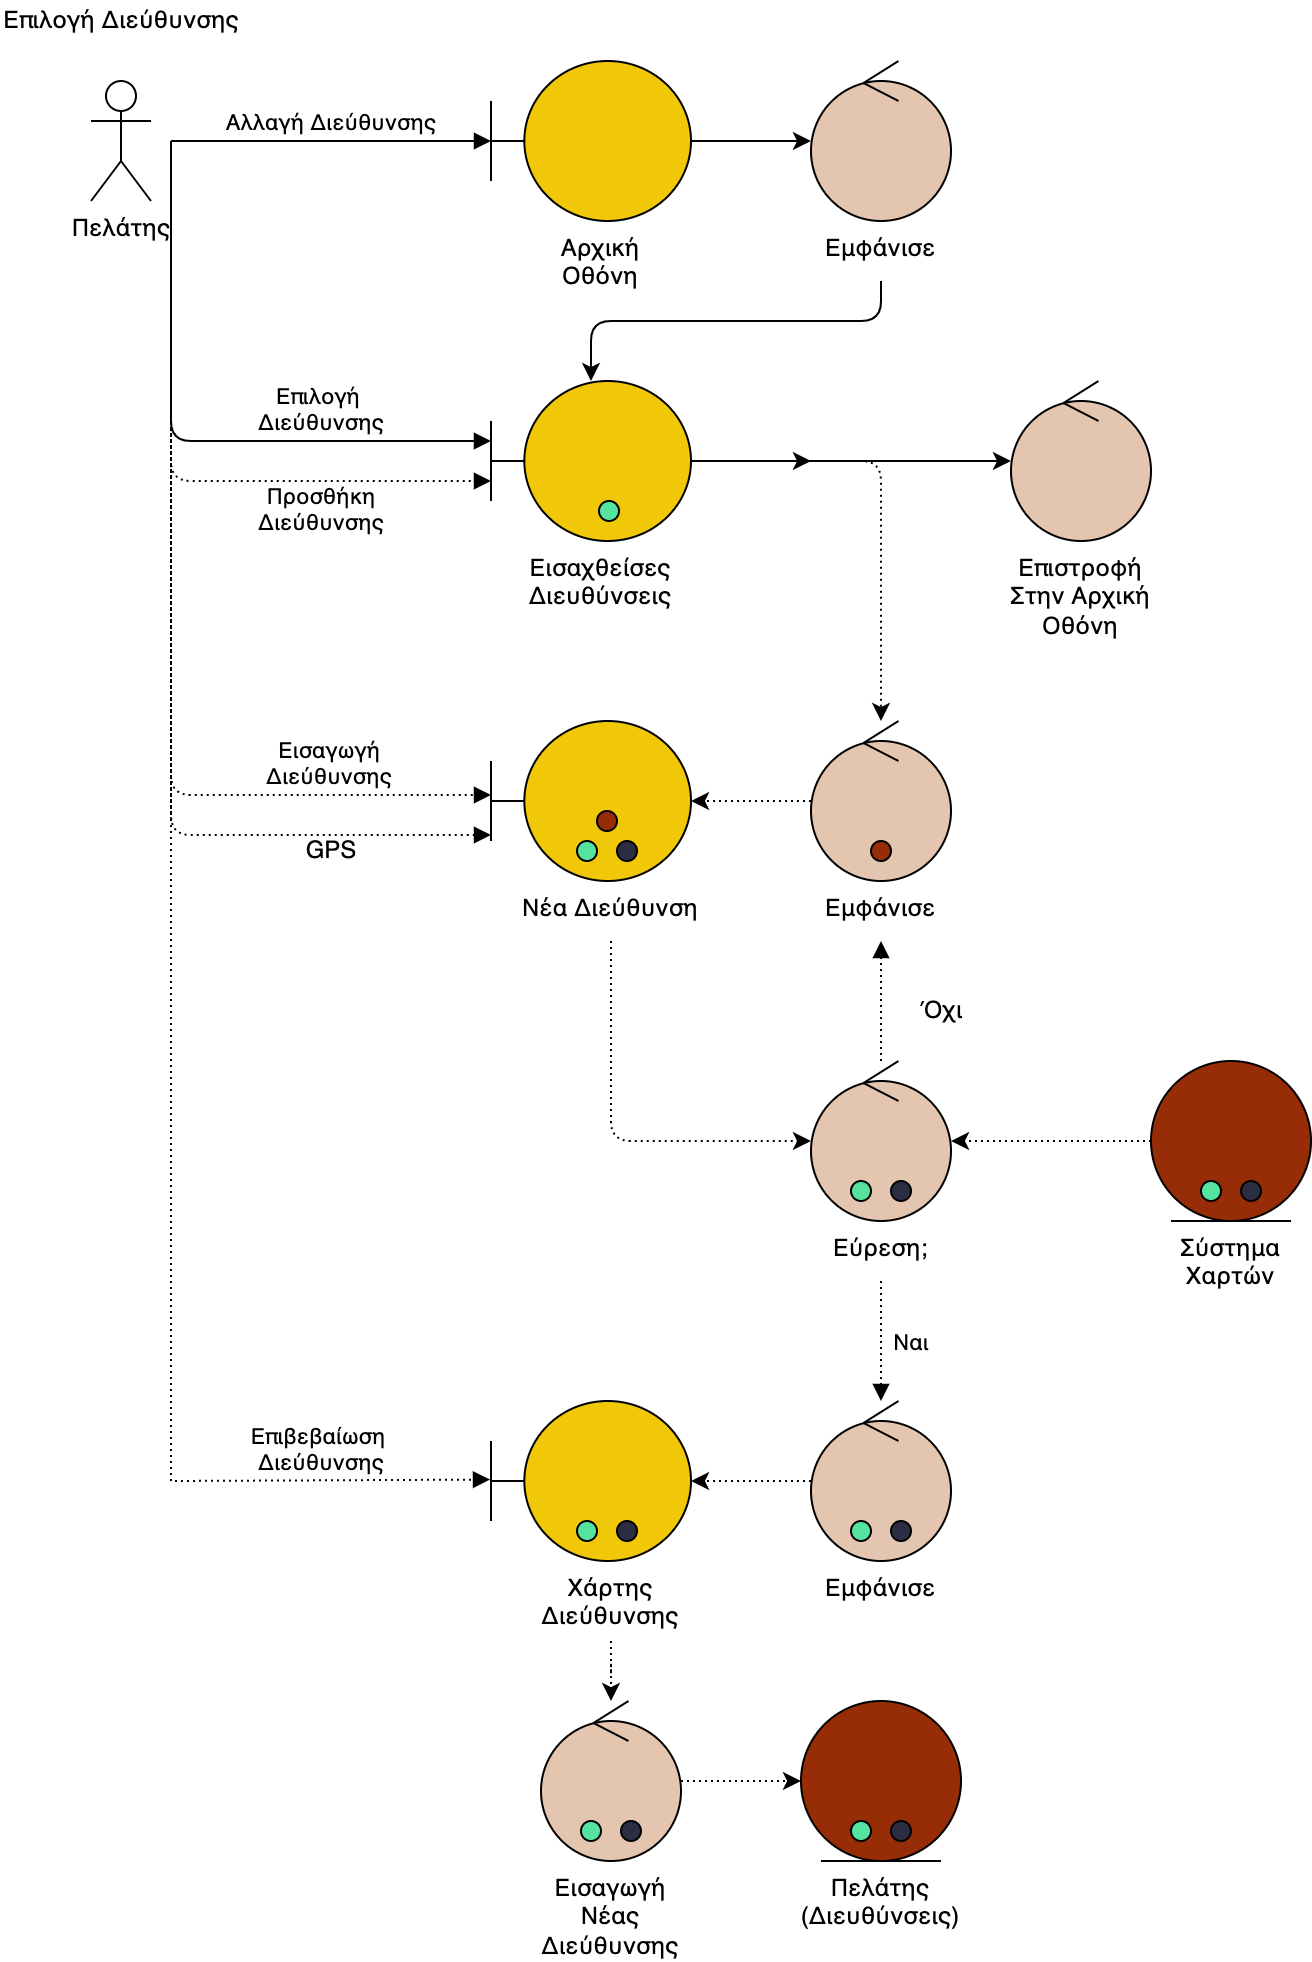 Επιλογή Διεύθυνσης
Πελάτης
Αλλαγή Διεύθυνσης
Αρχική
Οθόνη
Εμφάνισε
Επιλογή
Διεύθυνσης
Προσθήκη
Διεύθυνσης
Εισαχθείσες
Διευθύνσεις
Επιστροφή
Στην Αρχική
Οθόνη
Εισαγωγή
Διεύθυνσης
GPS
Νέα Διεύθυνση
Εμφάνισε
Όχι
Εύρεση;
Σύστημα
Χαρτών
Ναι
Επιβεβαίωση
Διεύθυνσης
Χάρτης
Διεύθυνσης
Εμφάνισε
Εισαγωγή
Νέας
Διεύθυνσης
Πελάτης
(Διευθύνσεις)